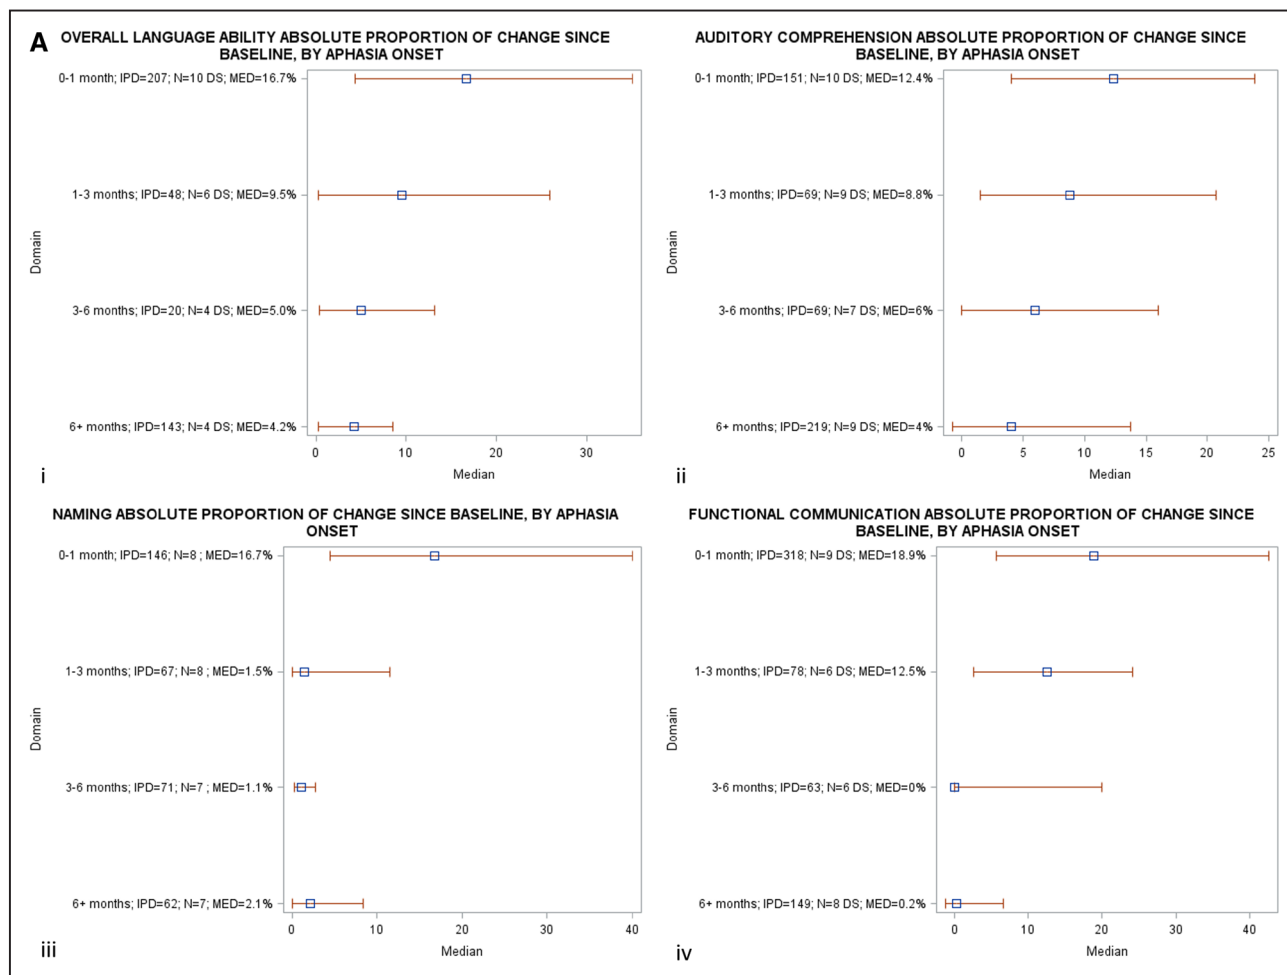 A
OVERALL LANGUAGE ABILITY ABSOLUTE PROPORTION OF CHANGE SINCE
BASELINE, BY APHASIA ONSET
0-1 month; IPD=207; N=10 DS; MED=16.7%
1-3 months; IPD=48; N=6 DS; MED=9.5%
3-6 months; IPD=20; N=4 DS; MED=5.0%
6+ months; IPD=143; N=4 DS; MED=4.2%
Domain
0 10 20 30
Median
i
AUDITORY COMPREHENSION ABSOLUTE PROPORTION OF CHANGE SINCE
BASELINE, BY APHASIA ONSET
0-1 month; IPD=151; N=10 DS; MED=12.4%
1-3 months; IPD=69; N=9 DS; MED=8.8%
3-6 months; IPD=69; N=7 DS; MED=6%
6+ months; IPD=219; N=9 DS; MED=4%
Domain
0 5 10 15 20 25
Median
ii
NAMING ABSOLUTE PROPORTION OF CHANGE SINCE BASELINE, BY APHASIA
ONSET
0-1 month; IPD=146; N=8 ; MED=16.7%
1-3 months; IPD=67; N=8 ; MED=1.5%
3-6 months; IPD=71; N=7 ; MED=1.1%
6+ months; IPD=62; N=7; MED=2.1%
Domain
0 10 20 30 40
Median
iii
FUNCTIONAL COMMUNICATION ABSOLUTE PROPORTION OF CHANGE SINCE
BASELINE, BY APHASIA ONSET
0-1 month; IPD=318; N=9 DS; MED=18.9%
1-3 months; IPD=78; N=6 DS; MED=12.5%
3-6 months; IPD=63; N=6 DS; MED=0%
6+ months; IPD=149; N=8 DS; MED=0.2%
Domain
0 10 20 30 40
Median
iv